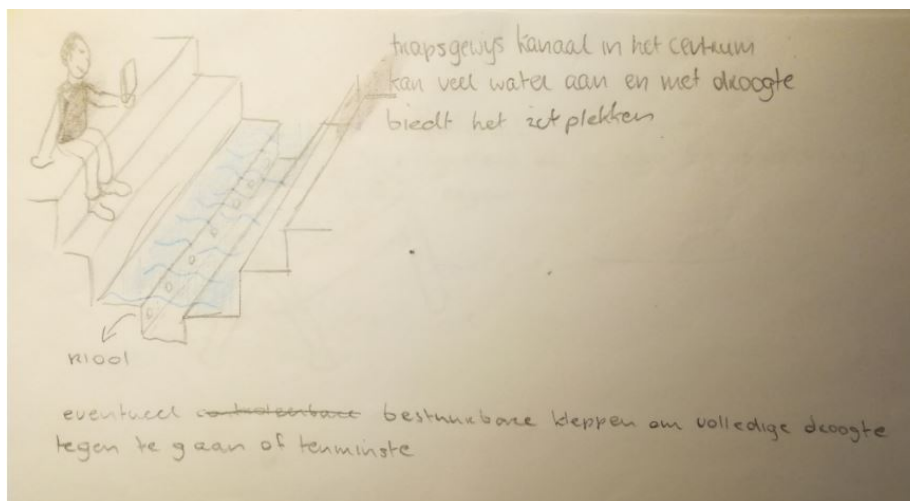 trapsgewijs kanaal in het centrum
kan veel water aan en met droogte
biedt het zitplekken
riool
eventueel controleerbare bestuurbare kleppen om volledige droogte
tegen te gaan of tenminste